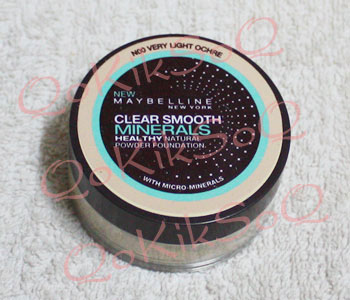 N00 VERY LIGHT OCHRE
NEW
MAYBELLINE
NEW YORK
CLEAR SMOOTH
MINERALS
HEALTHY NATURAL
POWDER FOUNDATION
WITH MICRO-MINERALS
QoKikSoQ
QoKikSoQ
QoKikSoQ